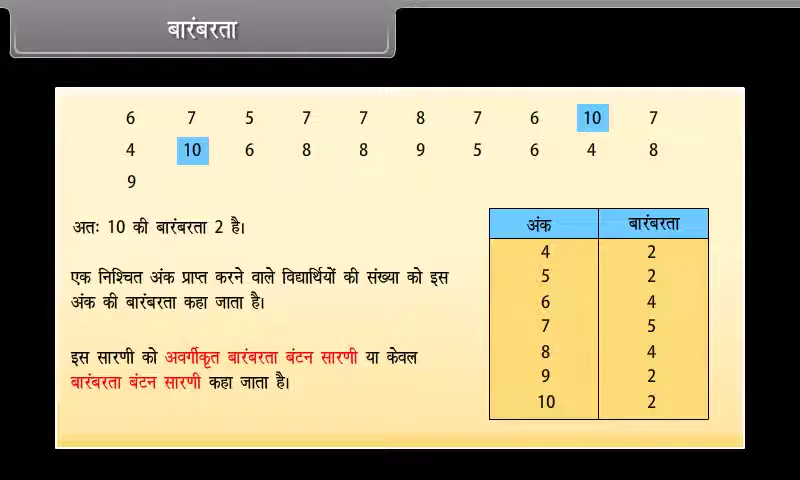 बारंबरता
6 7 5 7 7 8 7 6 10 7
4 10 6 8 8 9 5 6 4 8
9
अतः 10 की बारंबरता 2 है।
एक निश्चित अंक प्राप्त करने वाले विद्यार्थियों की संख्या को इस
अंक की बारंबरता कहा जाता है।
इस सारणी को अवर्गीकृत बारंबरता बंटन सारणी या केवल
बारंबरता बंटन सारणी कहा जाता है।
अंक बारंबरता
4 2
5 2
6 4
7 5
8 4
9 2
10 2